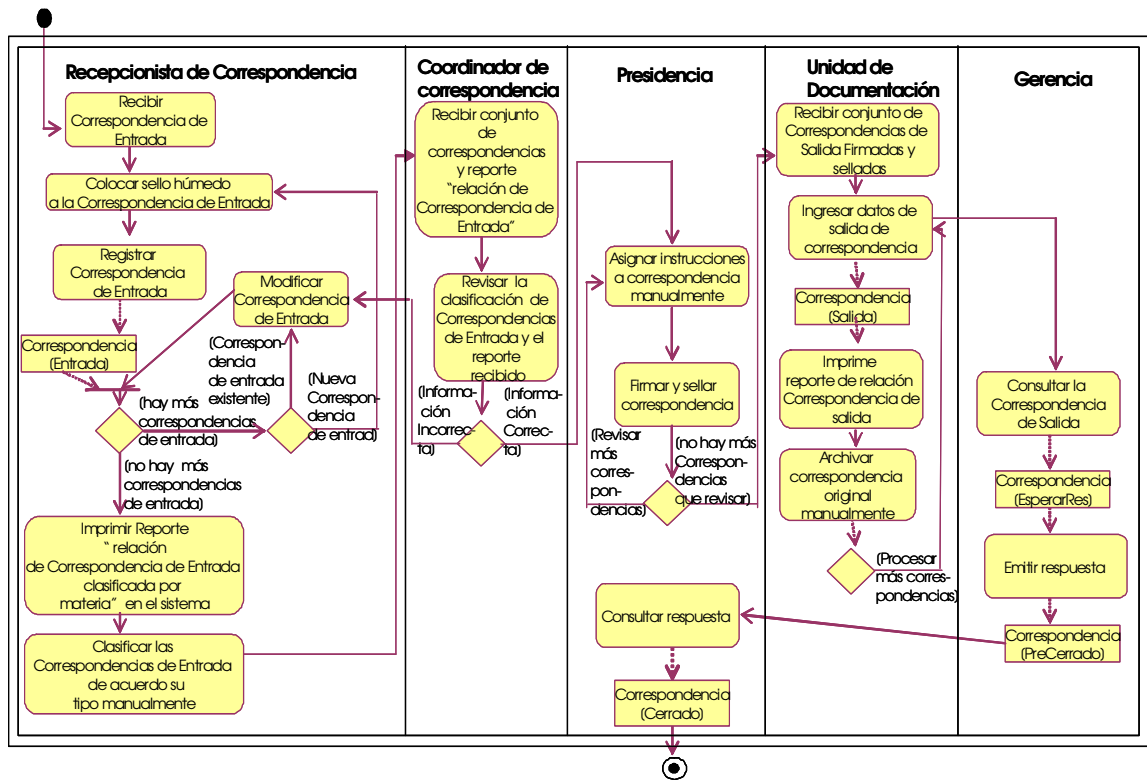 Recepcionista de Correspondencia
Recibir
Correspondencia de
Entrada
Colocar sello húmedo
a la Correspondencia de Entrada
Registrar
Correspondencia
de Entrada
Correspondencia
(Entrada)
Modificar
Correspondencia
de Entrada
(Correspon-
dencia
de entrada
existente)
(Nueva
Correspon-
dencia
de entrad)
(hay más
correspondencias
de entrada)
(no hay más
correspondencias
de entrada)
Imprimir Reporte
“ relación
de Correspondencia de Entrada
clasificada por
materia” en el sistema
Clasificar las
Correspondencias de Entrada
de acuerdo su
tipo manualmente
Coordinador de
correspondencia
Recibir conjunto
de
correspondencias
y reporte
“relación de
Correspondencia de
Entrada”
Revisar la
clasificación de
Correspondencias
de Entrada y el
reporte
recibido
(Informa-
ción
Incorrec-
ta)
(Informa-
ción
Correc-
ta)
Presidencia
Asignar instrucciones
a correspondencia
manualmente
Firmar y sellar
correspondencia
(Revisar
más
corres-
pon-
dencias)
(no hay más
Correspon-
dencias
que revisar)
Consultar respuesta
Correspondencia
(Cerrado)
Unidad de
Documentación
Recibir conjunto de
Correspondencias de
Salida Firmadas y
selladas
Ingresar datos de
salida de
correspondencia
Correspondencia
(Salida)
Imprime
reporte de relación
Correspondencia de
salida
Archivar
correspondencia
original
manualmente
(Procesar
más corres-
pondencias)
Gerencia
Consultar la
Correspondencia
de Salida
Correspondencia
(EsperarRes)
Emitir respuesta
Correspondencia
(PreCerrado)